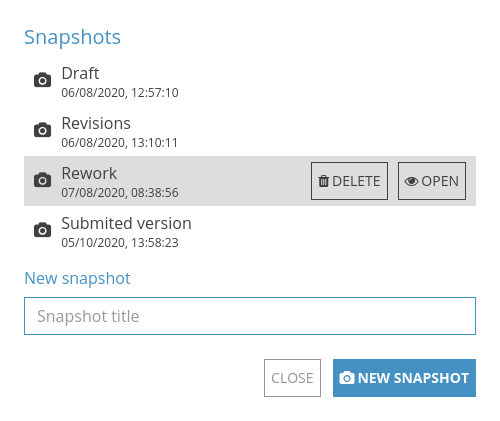 Snapshots
Draft
06/08/2020, 12:57:10
Revisions
06/08/2020, 13:10:11
Rework
07/08/2020, 08:38:56
DELETE
OPEN
Submited version
05/10/2020, 13:58:23
New snapshot
Snapshot title
CLOSE
NEW SNAPSHOT